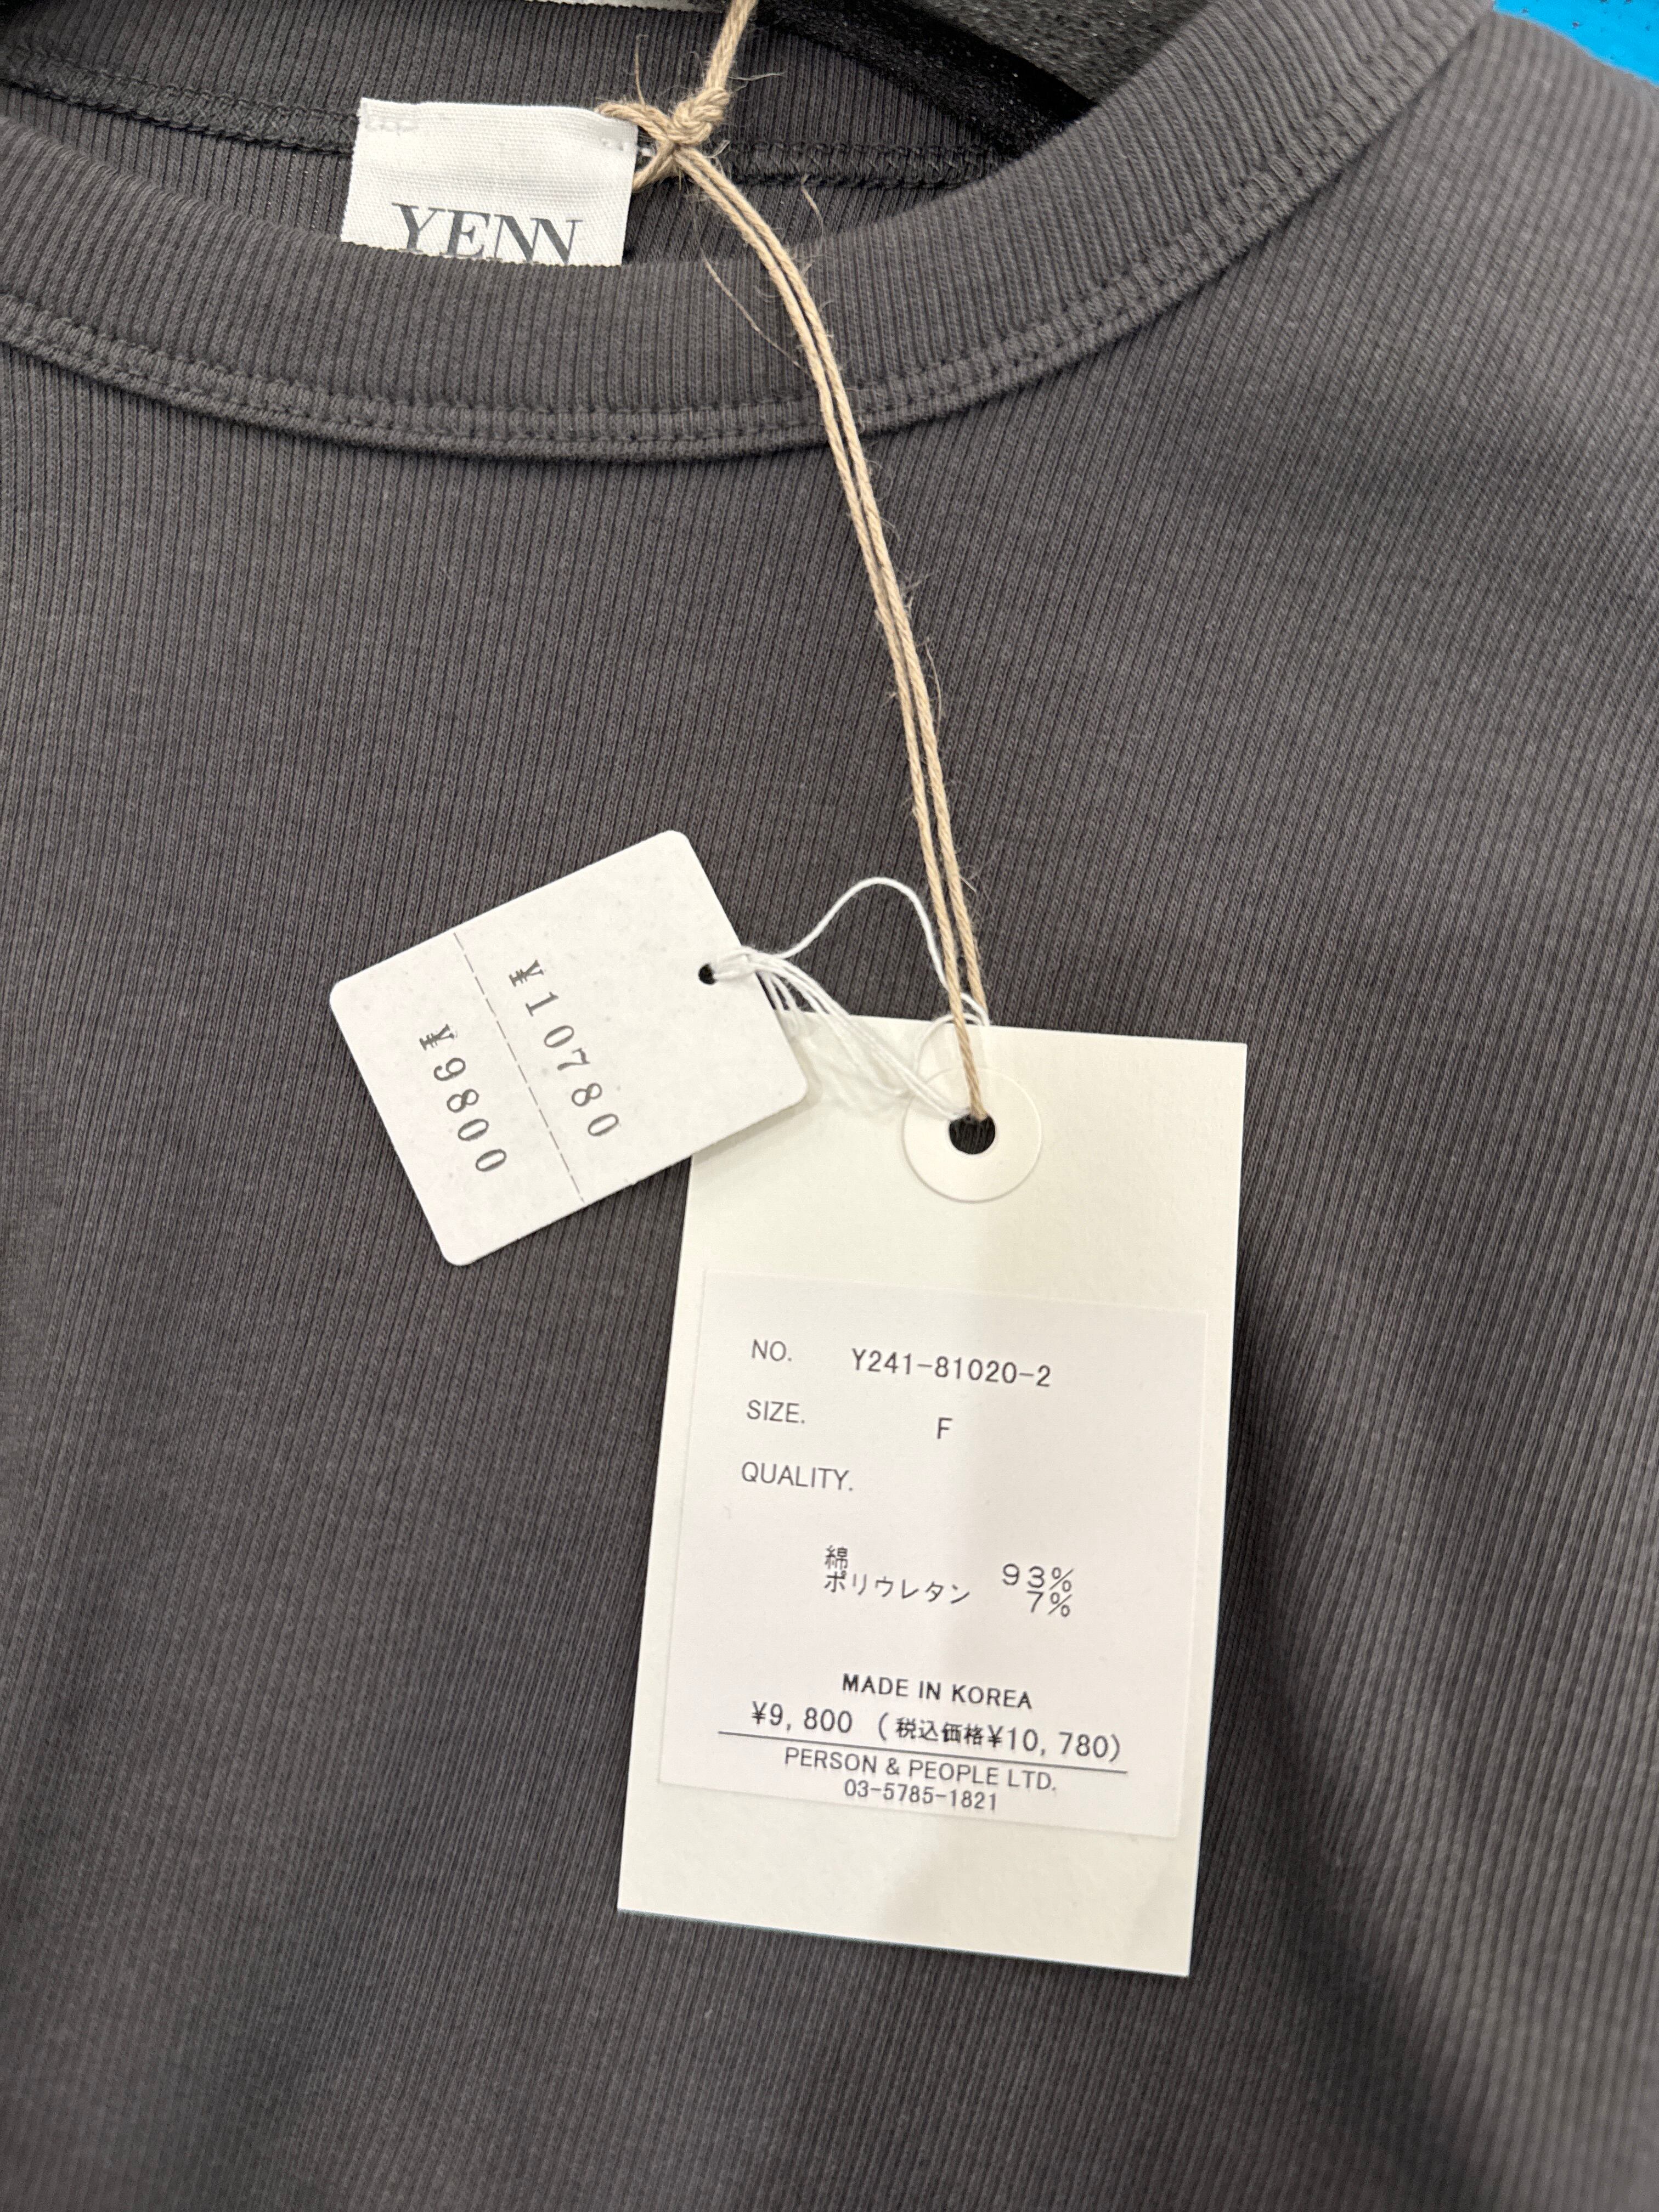 YENN
¥10780
¥9800
NO. Y241-81020-2
SIZE. F
QUALITY.
綿 93%
ポリウレタン 7%
MADE IN KOREA
¥9,800 (税込価格¥10,780)
PERSON & PEOPLE LTD.
03-5785-1821